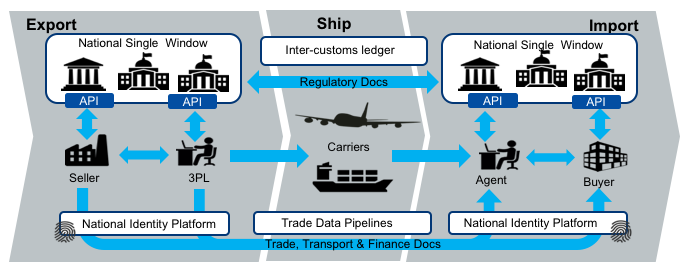 Export
Ship
Import
National Single Window
Inter-customs ledger
National Single Window
Regulatory Docs
API
API
API
API
Carriers
Seller
3PL
Agent
Buyer
National Identity Platform
Trade Data Pipelines
National Identity Platform
Trade, Transport & Finance Docs